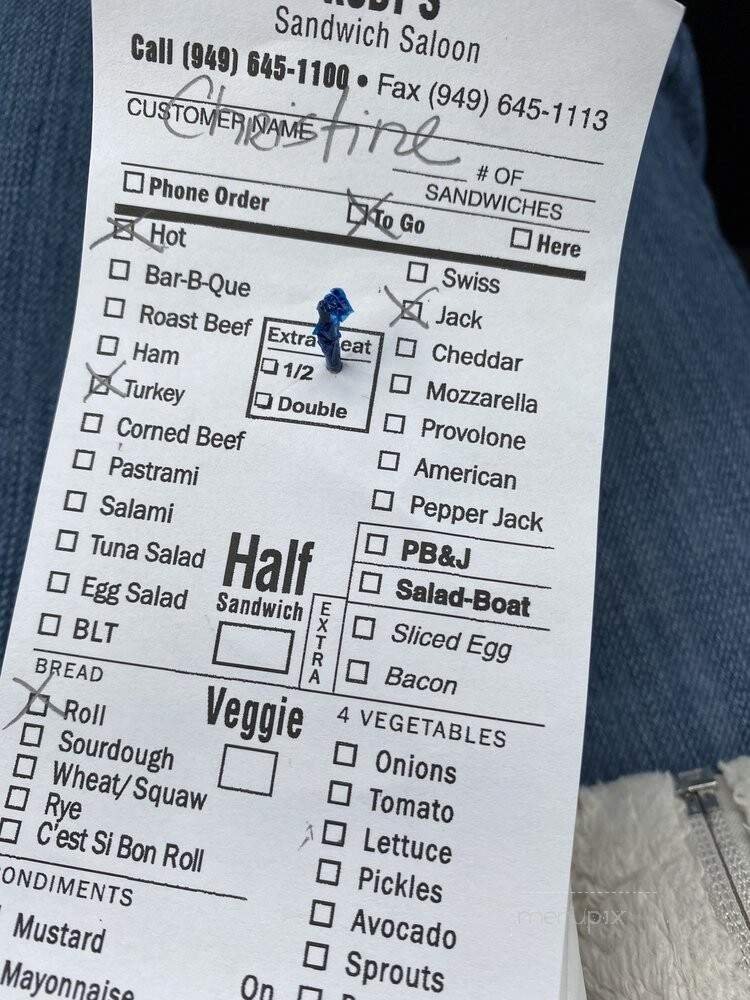 Sandwich Saloon
Call (949) 645-1100 • Fax (949) 645-1113
Christine
CUSTOMER NAME
# OF
SANDWICHES
Phone Order
To Go
Here
Hot
Bar-B-Que
Roast Beef
Ham
Turkey
Corned Beef
Pastrami
Salami
Tuna Salad
Egg Salad
BLT
Extra
eat
1/2
Double
Swiss
Jack
Cheddar
Mozzarella
Provolone
American
Pepper Jack
PB&J
Salad-Boat
EXTRA
Sliced Egg
Bacon
Half
Sandwich
BREAD
Roll
Sourdough
Wheat/Squaw
Rye
C'est Si Bon Roll
Veggie
4 VEGETABLES
Onions
Tomato
Lettuce
Pickles
Avocado
Sprouts
ONDIMENTS
Mustard
Mayonnaise
On
menupix